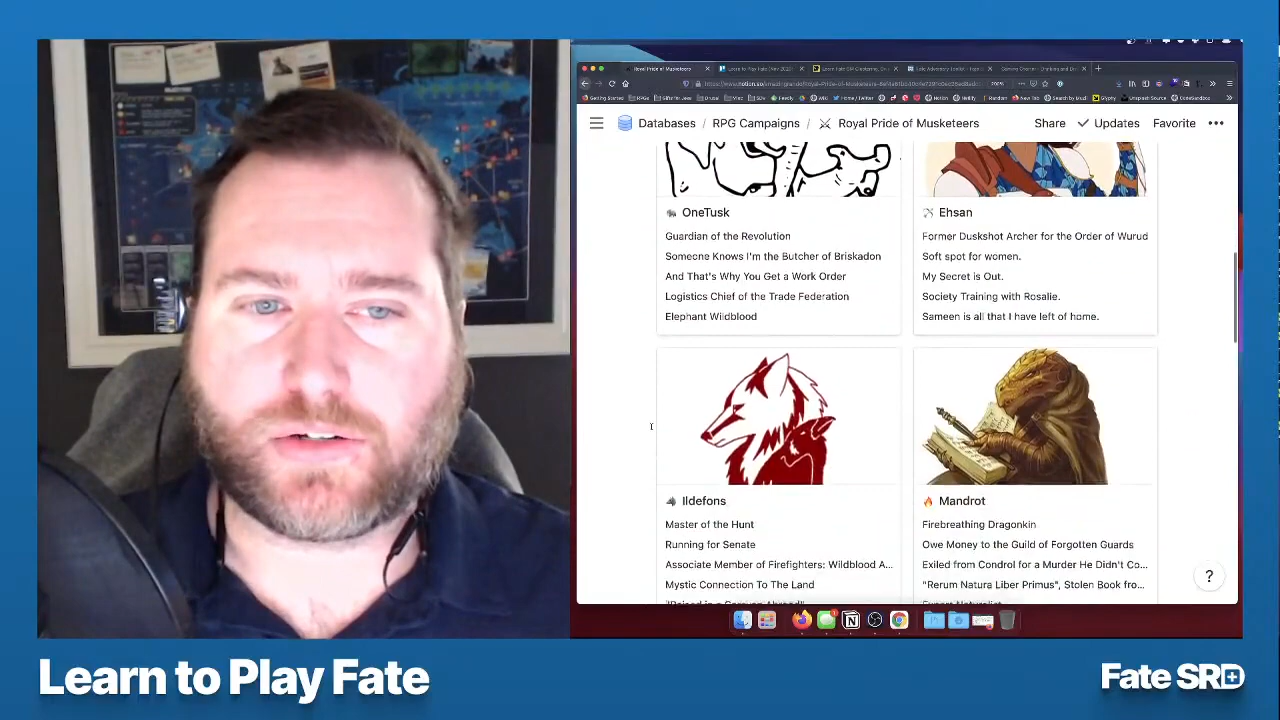 Royal Pride of Musketeers
Databases / RPG Campaigns / Royal Pride of Musketeers
Share Updates Favorite •••
OneTusk
Guardian of the Revolution
Someone Knows I'm the Butcher of Briskadon
And That's Why You Get a Work Order
Logistics Chief of the Trade Federation
Elephant Wildblood
Ehsan
Former Duskshot Archer for the Order of Wurud
Soft spot for women.
My Secret is Out.
Society Training with Rosalie.
Sameen is all that I have left of home.
Ildefons
Master of the Hunt
Running for Senate
Associate Member of Firefighters: Wildblood A...
Mystic Connection To The Land
Mandrot
Firebreathing Dragonkin
Owe Money to the Guild of Forgotten Guards
Exiled from Condrol for a Murder He Didn't Co...
"Rerum Natura Liber Primus", Stolen Book fro...
?
Learn to Play Fate
Fate SRD